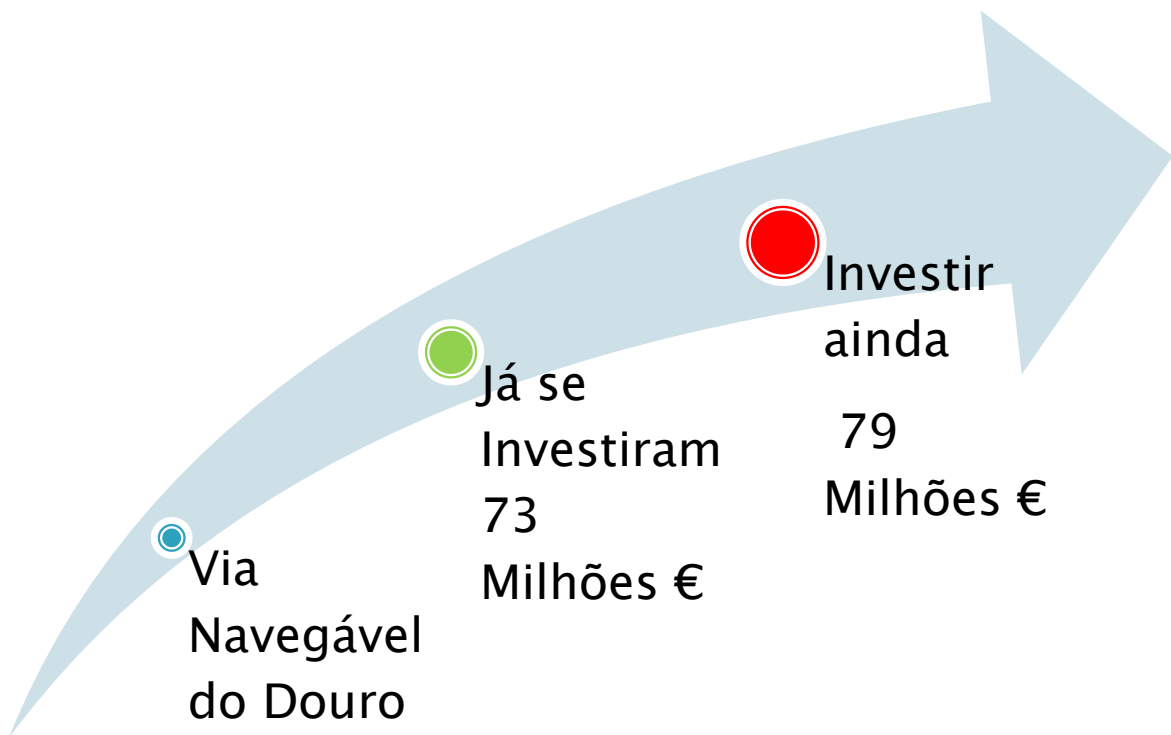 Via
Navegável
do Douro
Já se
Investiram
73
Milhões €
Investir
ainda
79
Milhões €